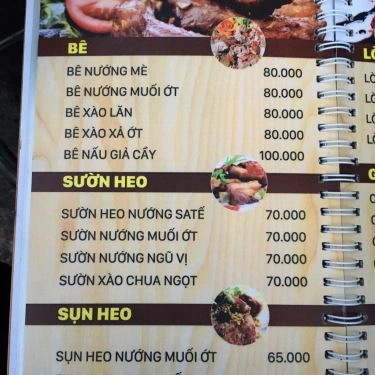 BÊ
BÊ NƯỚNG MÈ 80.000
BÊ NƯỚNG MUỐI ỚT 80.000
BÊ XÀO LĂN 80.000
BÊ XÀO XẢ ỚT 80.000
BÊ NẤU GIẢ CẦY 100.000
SƯỜN HEO
SƯỜN HEO NƯỚNG SATẾ 70.000
SƯỜN NƯỚNG MUỐI ỚT 70.000
SƯỜN NƯỚNG NGŨ VỊ 70.000
SƯỜN XÀO CHUA NGỌT 70.000
SỤN HEO
SỤN HEO NƯỚNG MUỐI ỚT 65.000